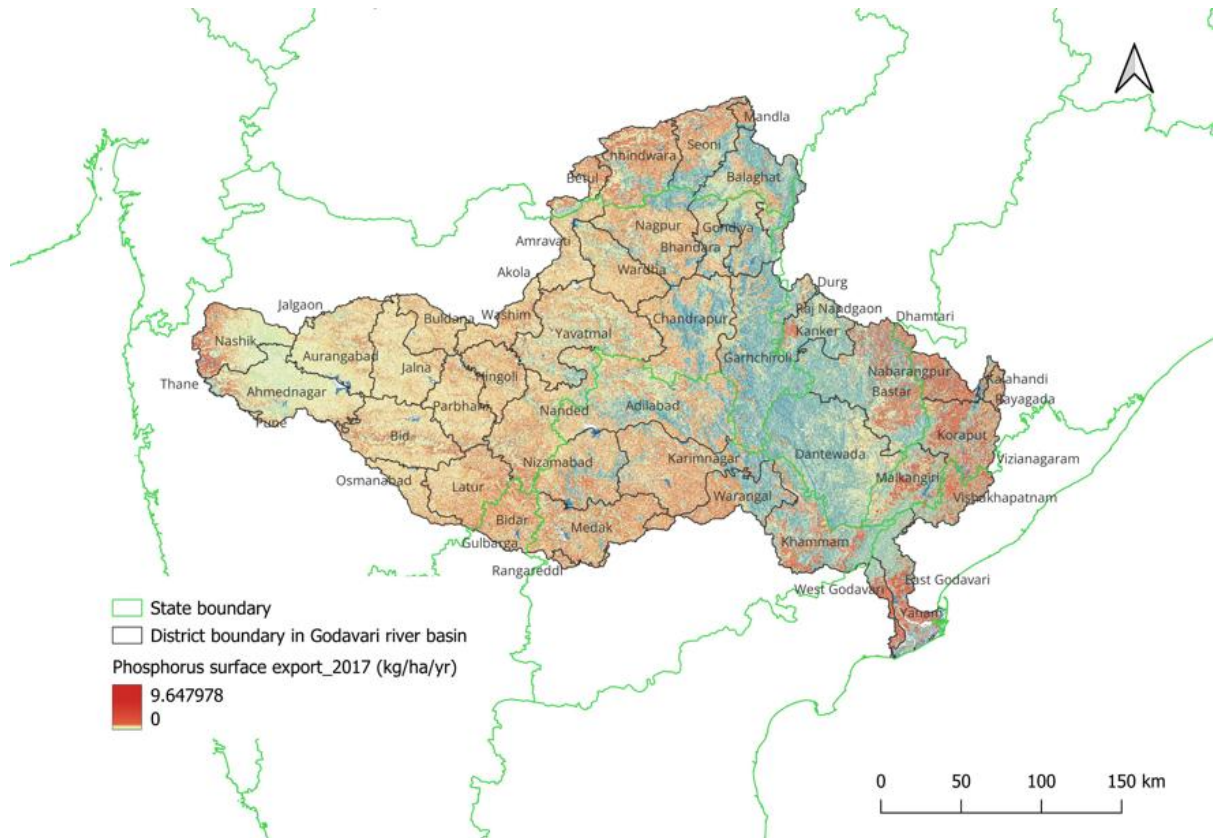 Mandla
Seoni
Chhindwara
Betul
Balaghat
Nagpur
Gondiya
Amravati
Bhandara
Akola
Wardha
Durg
Jalgaon
Raj Nandgaon
Buldana
Washim
Chandrapur
Dhamtari
Kanker
Yavatmal
Nashik
Aurangabad
Garhchiroli
Jalna
Hingoli
Nabarangpur
Kalahandi
Thane
Ahmednagar
Bastar
Rayagada
Parbhani
Nanded
Adilabad
Pune
Bid
Koraput
Dantewada
Karimnagar
Vizianagaram
Nizamabad
Osmanabad
Latur
Malkangiri
Warangal
Vishakhapatnam
Bidar
Medak
Gulbarga
Khammam
Rangareddi
East Godavari
West Godavari
Yanam
State boundary
District boundary in Godavari river basin
Phosphorus surface export_2017 (kg/ha/yr)
9.647978
0
0 50 100 150 km